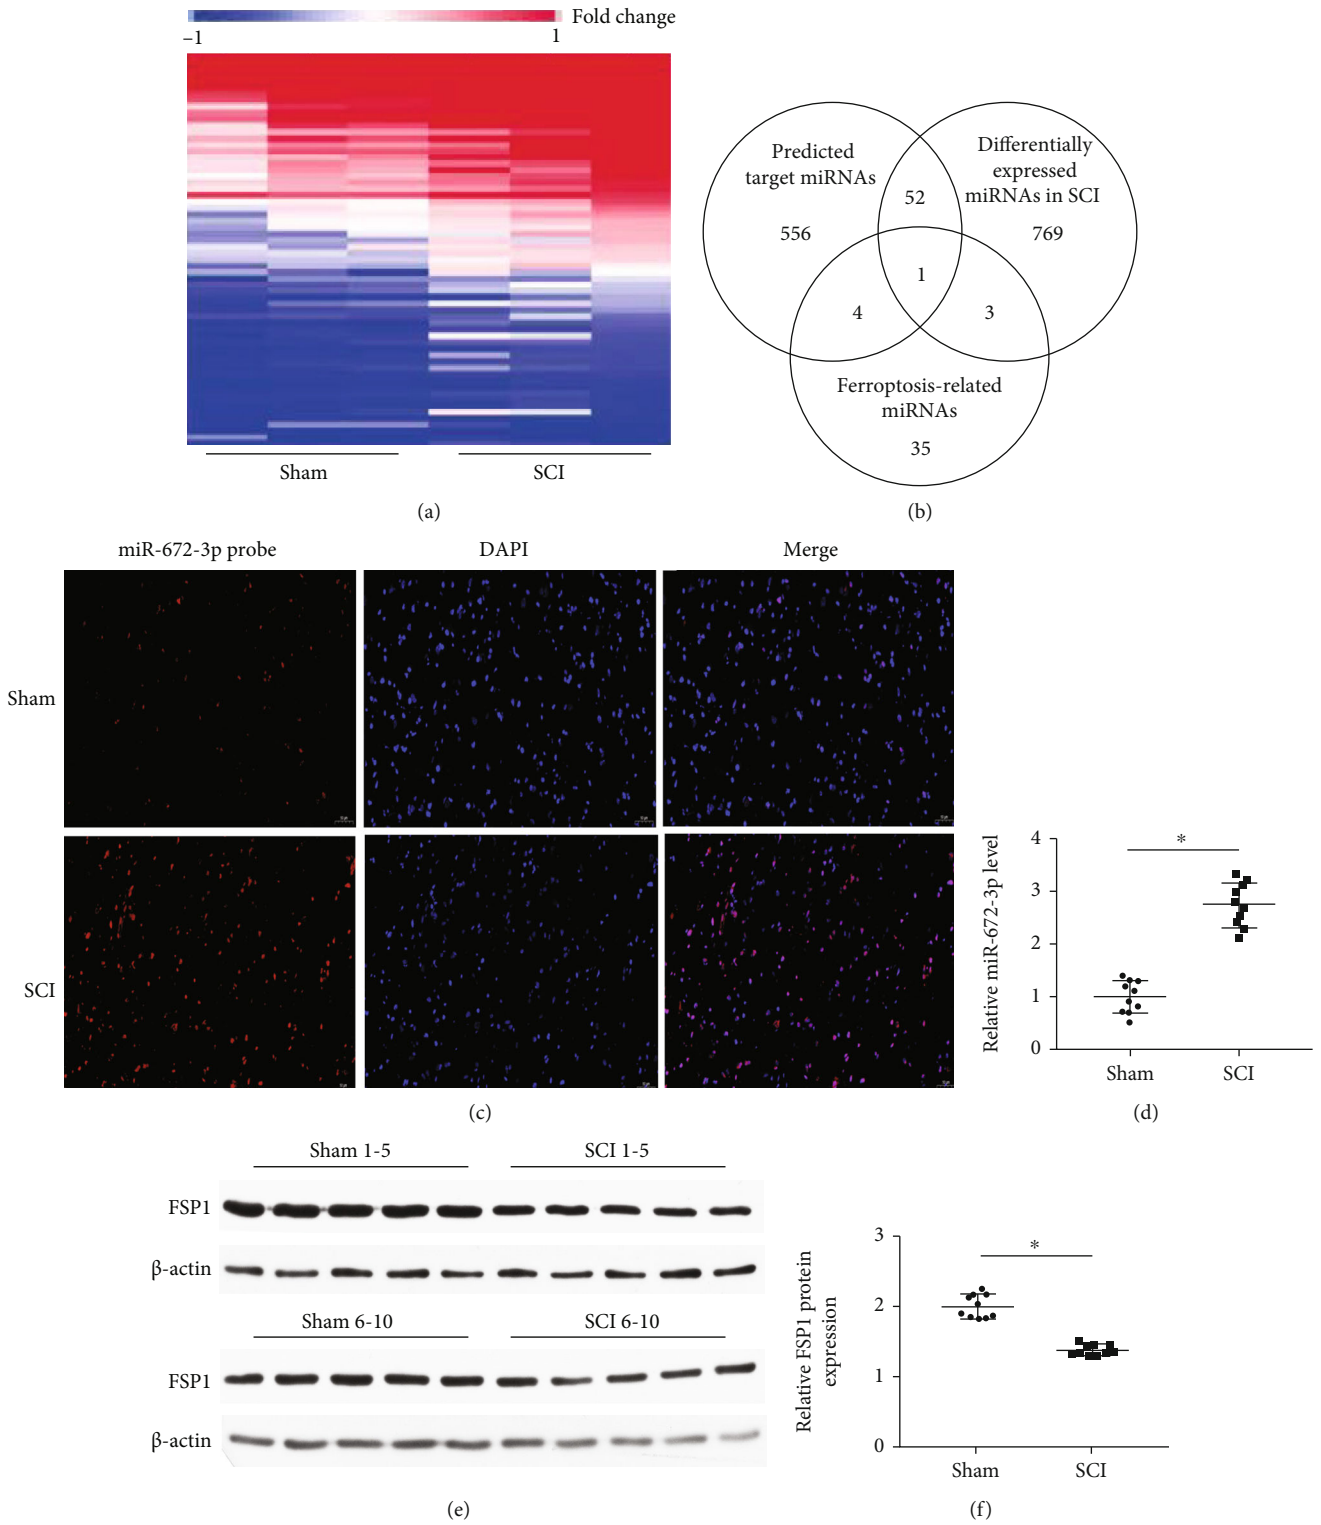 Fold change
−1 1
Sham SCI
(a)
Predicted
target miRNAs
Differentially
expressed
miRNAs in SCI
52
556
769
1
4
3
Ferroptosis-related
miRNAs
35
(b)
miR-672-3p probe DAPI Merge
Sham
SCI
(c)
Relative miR-672-3p level
4
3
2
1
0
*
Sham SCI
(d)
Sham 1-5 SCI 1-5
FSP1
β-actin
Sham 6-10 SCI 6-10
FSP1
β-actin
(e)
Relative FSP1 protein
expression
3
2
1
0
*
Sham SCI
(f)